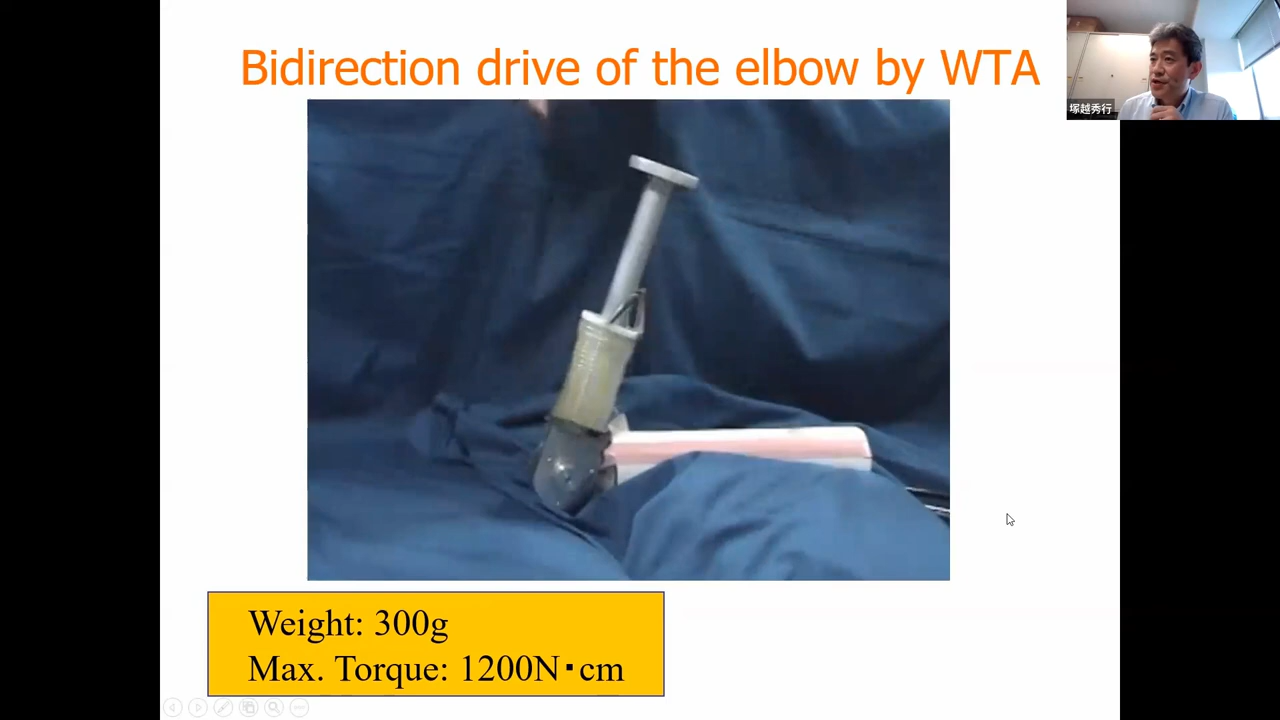 Bidirection drive of the elbow by WTA
塚越秀行
Weight: 300g
Max. Torque: 1200N・cm